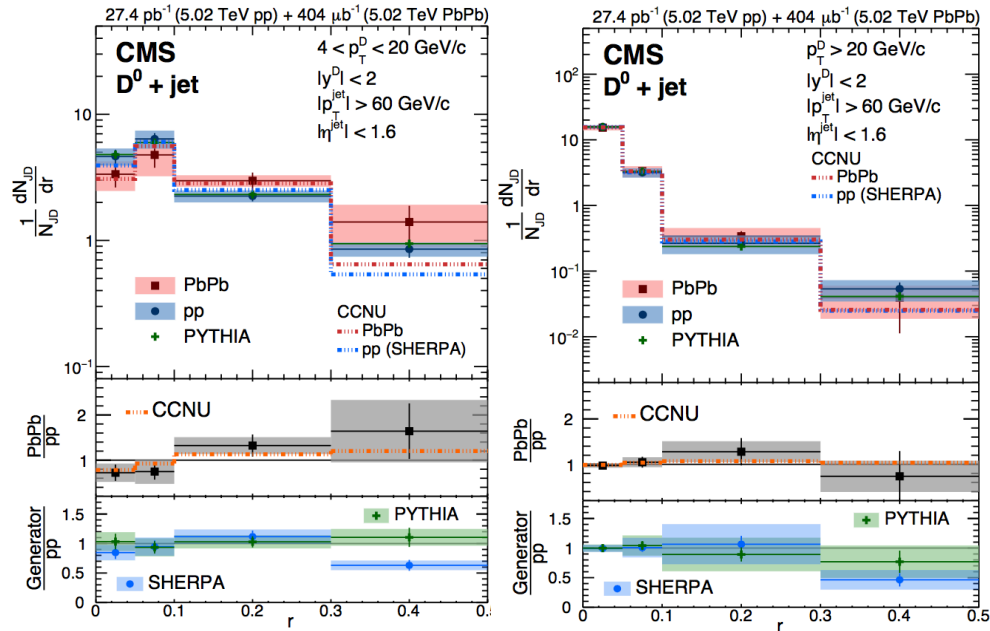 27.4 pb⁻¹ (5.02 TeV pp) + 404 μb⁻¹ (5.02 TeV PbPb)
CMS
D⁰ + jet
4 < p_T^D < 20 GeV/c
|y^D| < 2
|p_T^jet| > 60 GeV/c
|η^jet| < 1.6
10
1
10⁻¹
1/N_JD dN_JD/dr
PbPb
pp
PYTHIA
CCNU
PbPb
pp (SHERPA)
2
1
PbPb/pp
CCNU
1.5
1
0.5
0
Generator/pp
PYTHIA
SHERPA
0 0.1 0.2 0.3 0.4 0.5
r
27.4 pb⁻¹ (5.02 TeV pp) + 404 μb⁻¹ (5.02 TeV PbPb)
CMS
D⁰ + jet
p_T^D > 20 GeV/c
|y^D| < 2
|p_T^jet| > 60 GeV/c
|η^jet| < 1.6
CCNU
PbPb
pp (SHERPA)
10²
10
1
10⁻¹
10⁻²
1/N_JD dN_JD/dr
PbPb
pp
PYTHIA
2
1
PbPb/pp
CCNU
1.5
1
0.5
0
Generator/pp
PYTHIA
SHERPA
0 0.1 0.2 0.3 0.4 0.5
r